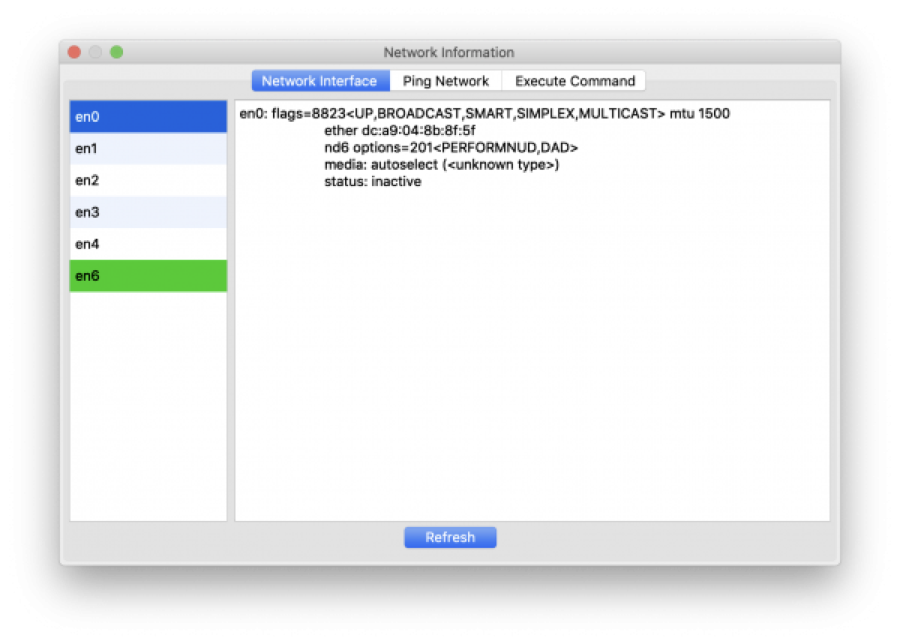 Network Information
Network Interface Ping Network Execute Command
en0
en1
en2
en3
en4
en6
en0: flags=8823<UP,BROADCAST,SMART,SIMPLEX,MULTICAST> mtu 1500
ether dc:a9:04:8b:8f:5f
nd6 options=201<PERFORMNUD,DAD>
media: autoselect (<unknown type>)
status: inactive
Refresh